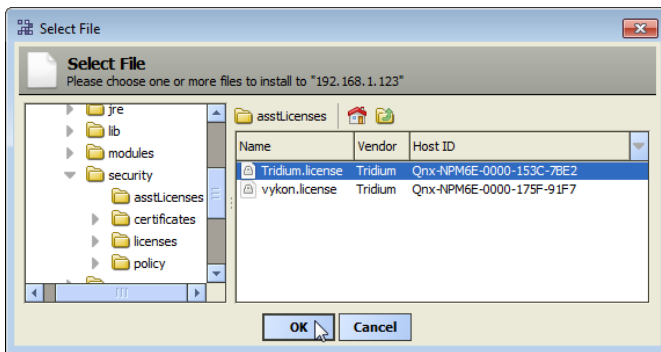 Select File
Select File
Please choose one or more files to install to "192.168.1.123"
jre
lib
modules
security
asstLicenses
certificates
licenses
policy
asstLicenses
Name Vendor Host ID
Tridium.license Tridium Qnx-NPM6E-0000-153C-7BE2
vykon.license Tridium Qnx-NPM6E-0000-175F-91F7
OK Cancel